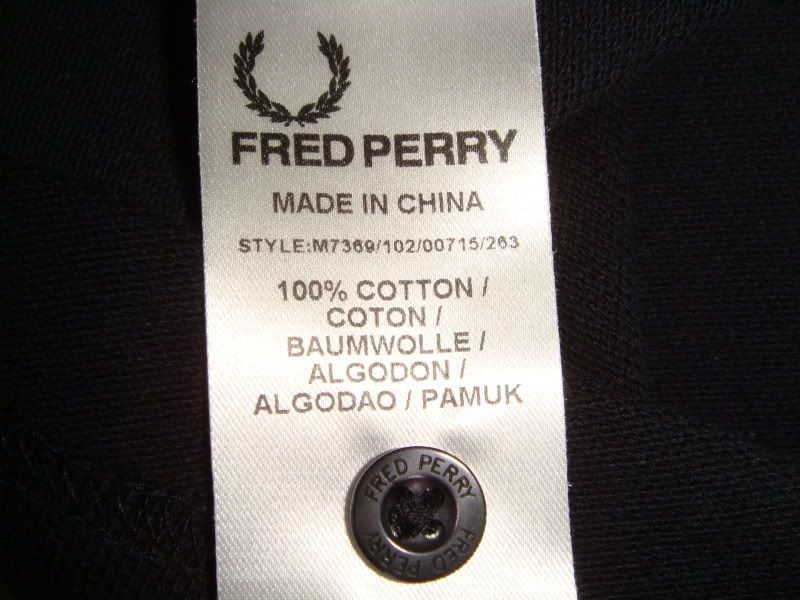 FRED PERRY
MADE IN CHINA
STYLE:M7369/102/00715/263
100% COTTON /
COTON /
BAUMWOLLE /
ALGODON /
ALGODAO / PAMUK
FRED PERRY
FRED PERRY